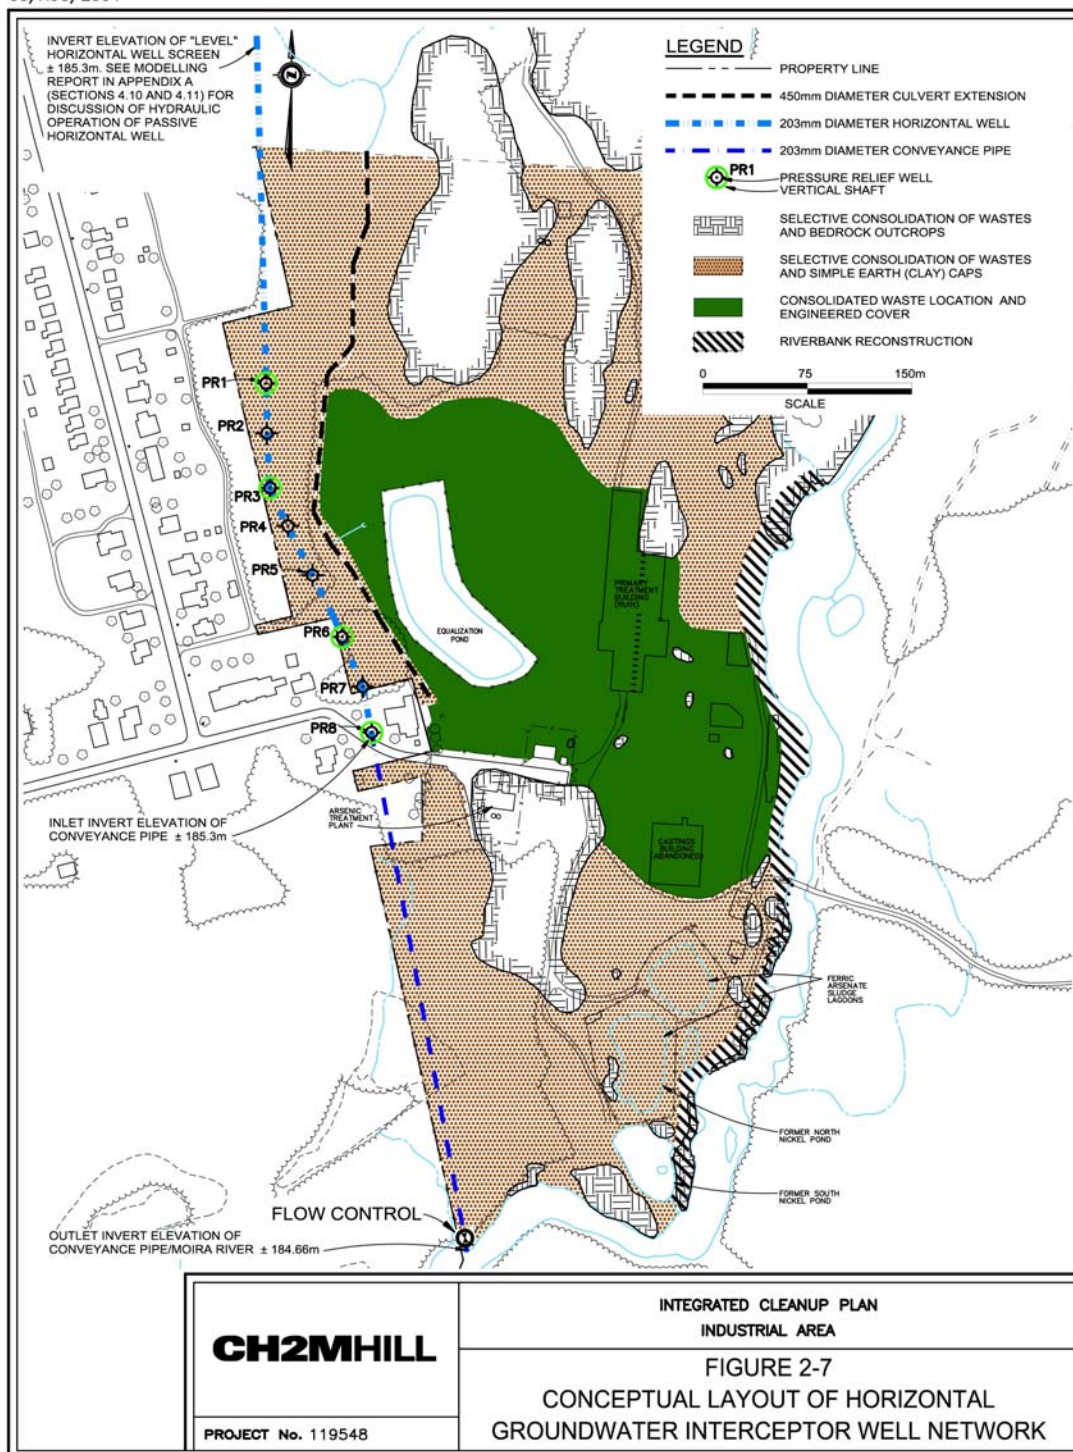 INVERT ELEVATION OF "LEVEL"
HORIZONTAL WELL SCREEN
± 185.3m. SEE MODELLING
REPORT IN APPENDIX A
(SECTIONS 4.10 AND 4.11) FOR
DISCUSSION OF HYDRAULIC
OPERATION OF PASSIVE
HORIZONTAL WELL
N
LEGEND
PROPERTY LINE
450mm DIAMETER CULVERT EXTENSION
203mm DIAMETER HORIZONTAL WELL
203mm DIAMETER CONVEYANCE PIPE
PR1
PRESSURE RELIEF WELL
VERTICAL SHAFT
SELECTIVE CONSOLIDATION OF WASTES
AND BEDROCK OUTCROPS
SELECTIVE CONSOLIDATION OF WASTES
AND SIMPLE EARTH (CLAY) CAPS
CONSOLIDATED WASTE LOCATION AND
ENGINEERED COVER
RIVERBANK RECONSTRUCTION
0 75 150m
SCALE
PR1
PR2
PR3
PR4
PR5
PR6
PR7
PR8
PRIMARY
TREATMENT
BUILDING
(RUIN)
EQUALIZATION
POND
INLET INVERT ELEVATION OF
CONVEYANCE PIPE ± 185.3m
ARSENIC
TREATMENT
PLANT
CASTINGS
BUILDING
(ABANDONED)
FERRIC
ARSENATE
SLUDGE
LAGOONS
FORMER NORTH
NICKEL POND
FORMER SOUTH
NICKEL POND
FLOW CONTROL
OUTLET INVERT ELEVATION OF
CONVEYANCE PIPE/MOIRA RIVER ± 184.66m
CH2MHILL
PROJECT No. 119548
INTEGRATED CLEANUP PLAN
INDUSTRIAL AREA
FIGURE 2-7
CONCEPTUAL LAYOUT OF HORIZONTAL
GROUNDWATER INTERCEPTOR WELL NETWORK